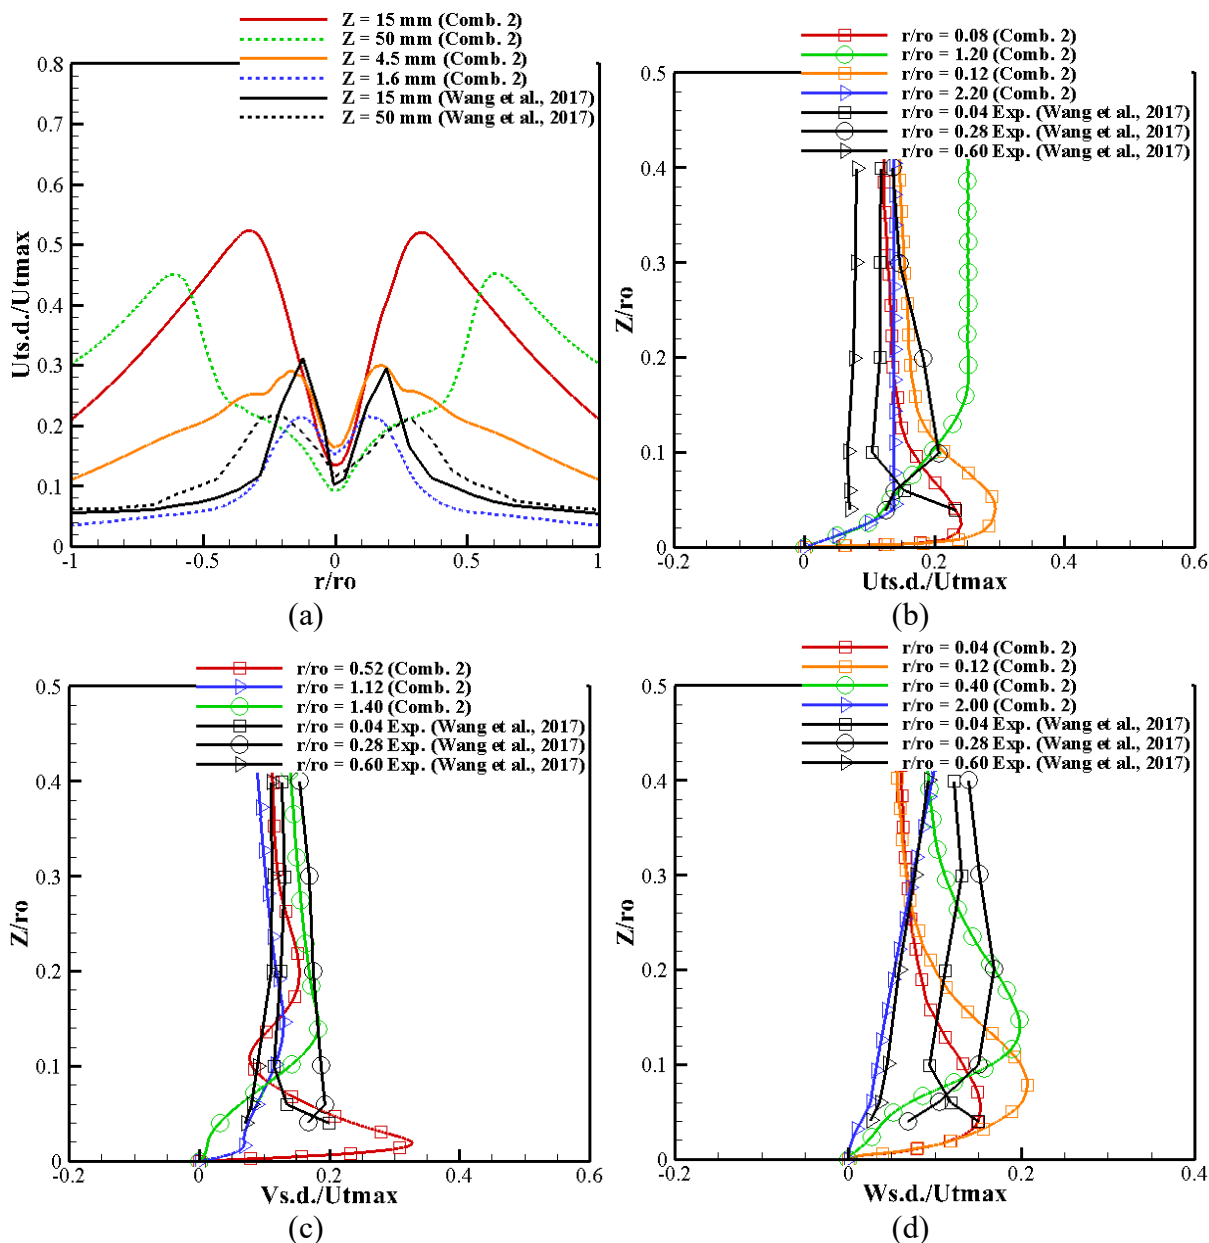 Z = 15 mm (Comb. 2)
Z = 50 mm (Comb. 2)
Z = 4.5 mm (Comb. 2)
Z = 1.6 mm (Comb. 2)
Z = 15 mm (Wang et al., 2017)
Z = 50 mm (Wang et al., 2017)
0.8
0.7
0.6
0.5
0.4
0.3
0.2
0.1
0
Uts.d./Utmax
-1
-0.5
0
0.5
1
r/ro
(a)
r/ro = 0.08 (Comb. 2)
r/ro = 1.20 (Comb. 2)
r/ro = 0.12 (Comb. 2)
r/ro = 2.20 (Comb. 2)
r/ro = 0.04 Exp. (Wang et al., 2017)
r/ro = 0.28 Exp. (Wang et al., 2017)
r/ro = 0.60 Exp. (Wang et al., 2017)
0.5
0.4
0.3
0.2
0.1
0
Z/ro
-0.2
0
0.2
0.4
0.6
Uts.d./Utmax
(b)
r/ro = 0.52 (Comb. 2)
r/ro = 1.12 (Comb. 2)
r/ro = 1.40 (Comb. 2)
r/ro = 0.04 Exp. (Wang et al., 2017)
r/ro = 0.28 Exp. (Wang et al., 2017)
r/ro = 0.60 Exp. (Wang et al., 2017)
0.5
0.4
0.3
0.2
0.1
0
Z/ro
-0.2
0
0.2
0.4
0.6
Vs.d./Utmax
(c)
r/ro = 0.04 (Comb. 2)
r/ro = 0.12 (Comb. 2)
r/ro = 0.40 (Comb. 2)
r/ro = 2.00 (Comb. 2)
r/ro = 0.04 Exp. (Wang et al., 2017)
r/ro = 0.28 Exp. (Wang et al., 2017)
r/ro = 0.60 Exp. (Wang et al., 2017)
0.5
0.4
0.3
0.2
0.1
0
Z/ro
-0.2
0
0.2
0.4
Ws.d./Utmax
(d)